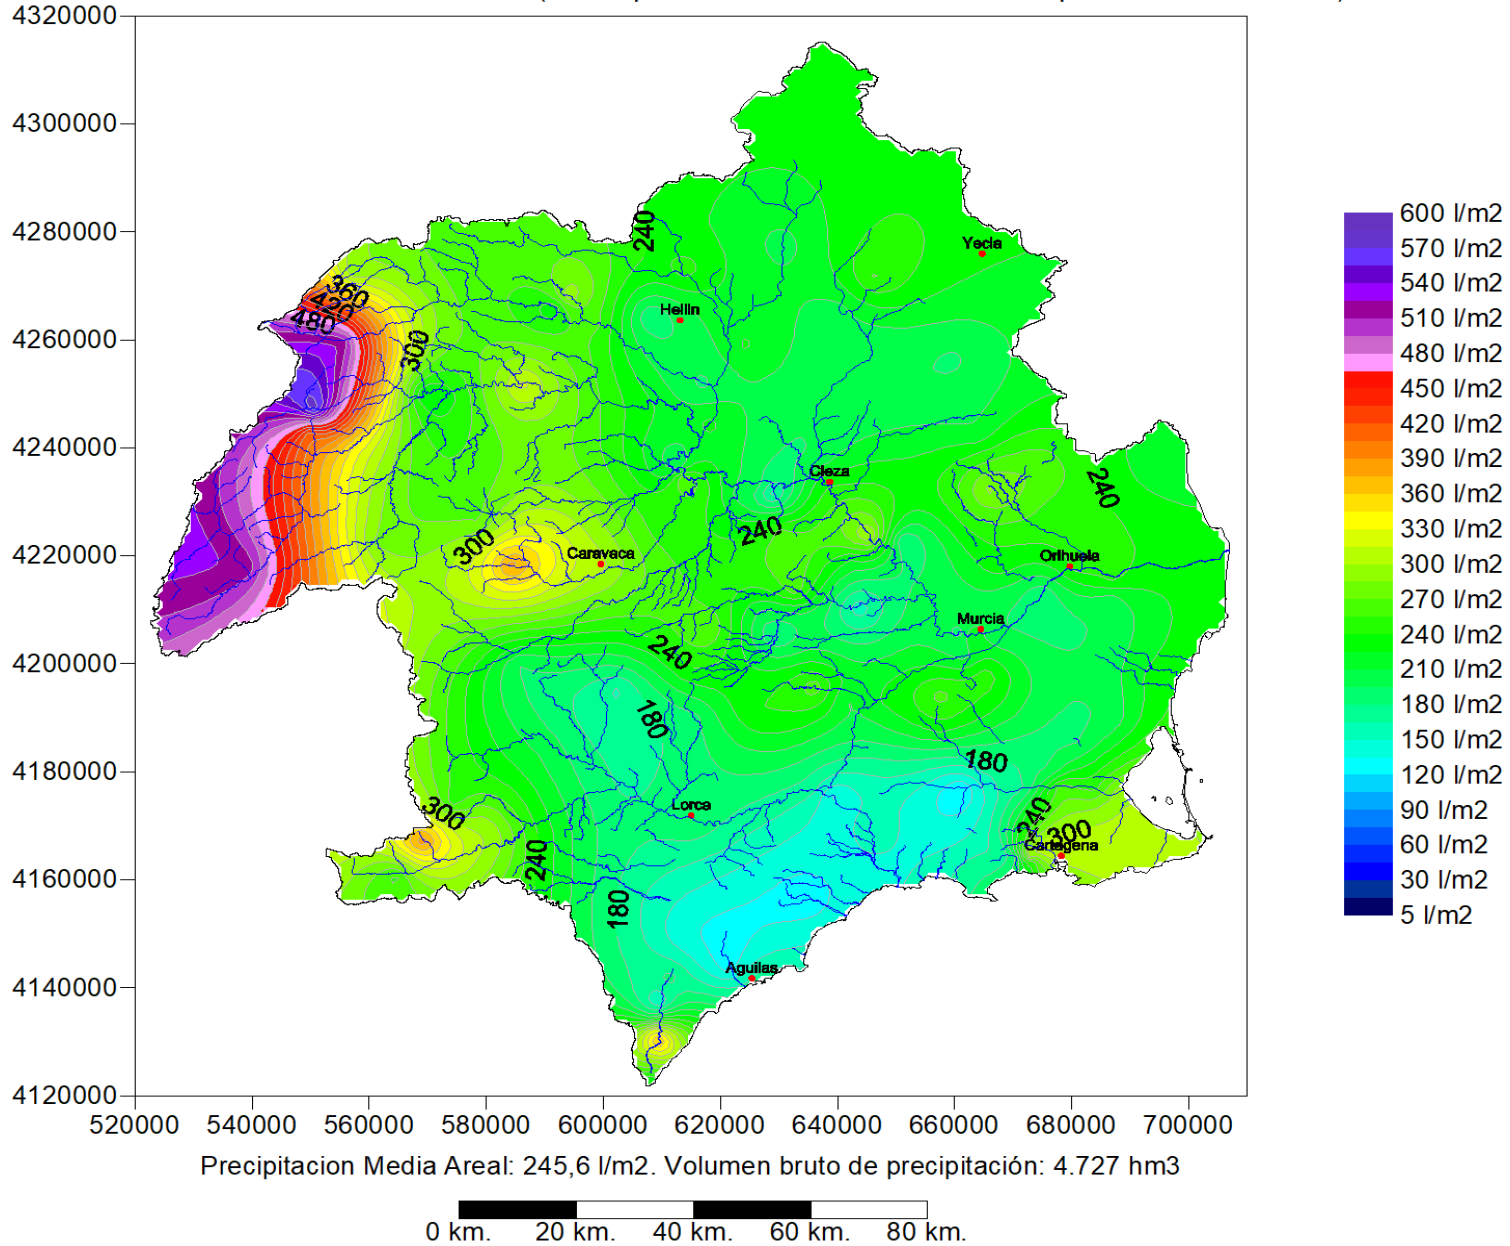 4320000
4300000
4280000
4260000
4240000
4220000
4200000
4180000
4160000
4140000
4120000
520000 540000 560000 580000 600000 620000 640000 660000 680000 700000
240
Yecla
360
420
480
Hellin
300
Cieza
240
240
300
Caravaca
Orihuela
Murcia
240
180
180
300
Lorca
240
300
Cartagena
240
180
Aguilas
600 l/m2
570 l/m2
540 l/m2
510 l/m2
480 l/m2
450 l/m2
420 l/m2
390 l/m2
360 l/m2
330 l/m2
300 l/m2
270 l/m2
240 l/m2
210 l/m2
180 l/m2
150 l/m2
120 l/m2
90 l/m2
60 l/m2
30 l/m2
5 l/m2
Precipitacion Media Areal: 245,6 l/m2. Volumen bruto de precipitación: 4.727 hm3
0 km. 20 km. 40 km. 60 km. 80 km.